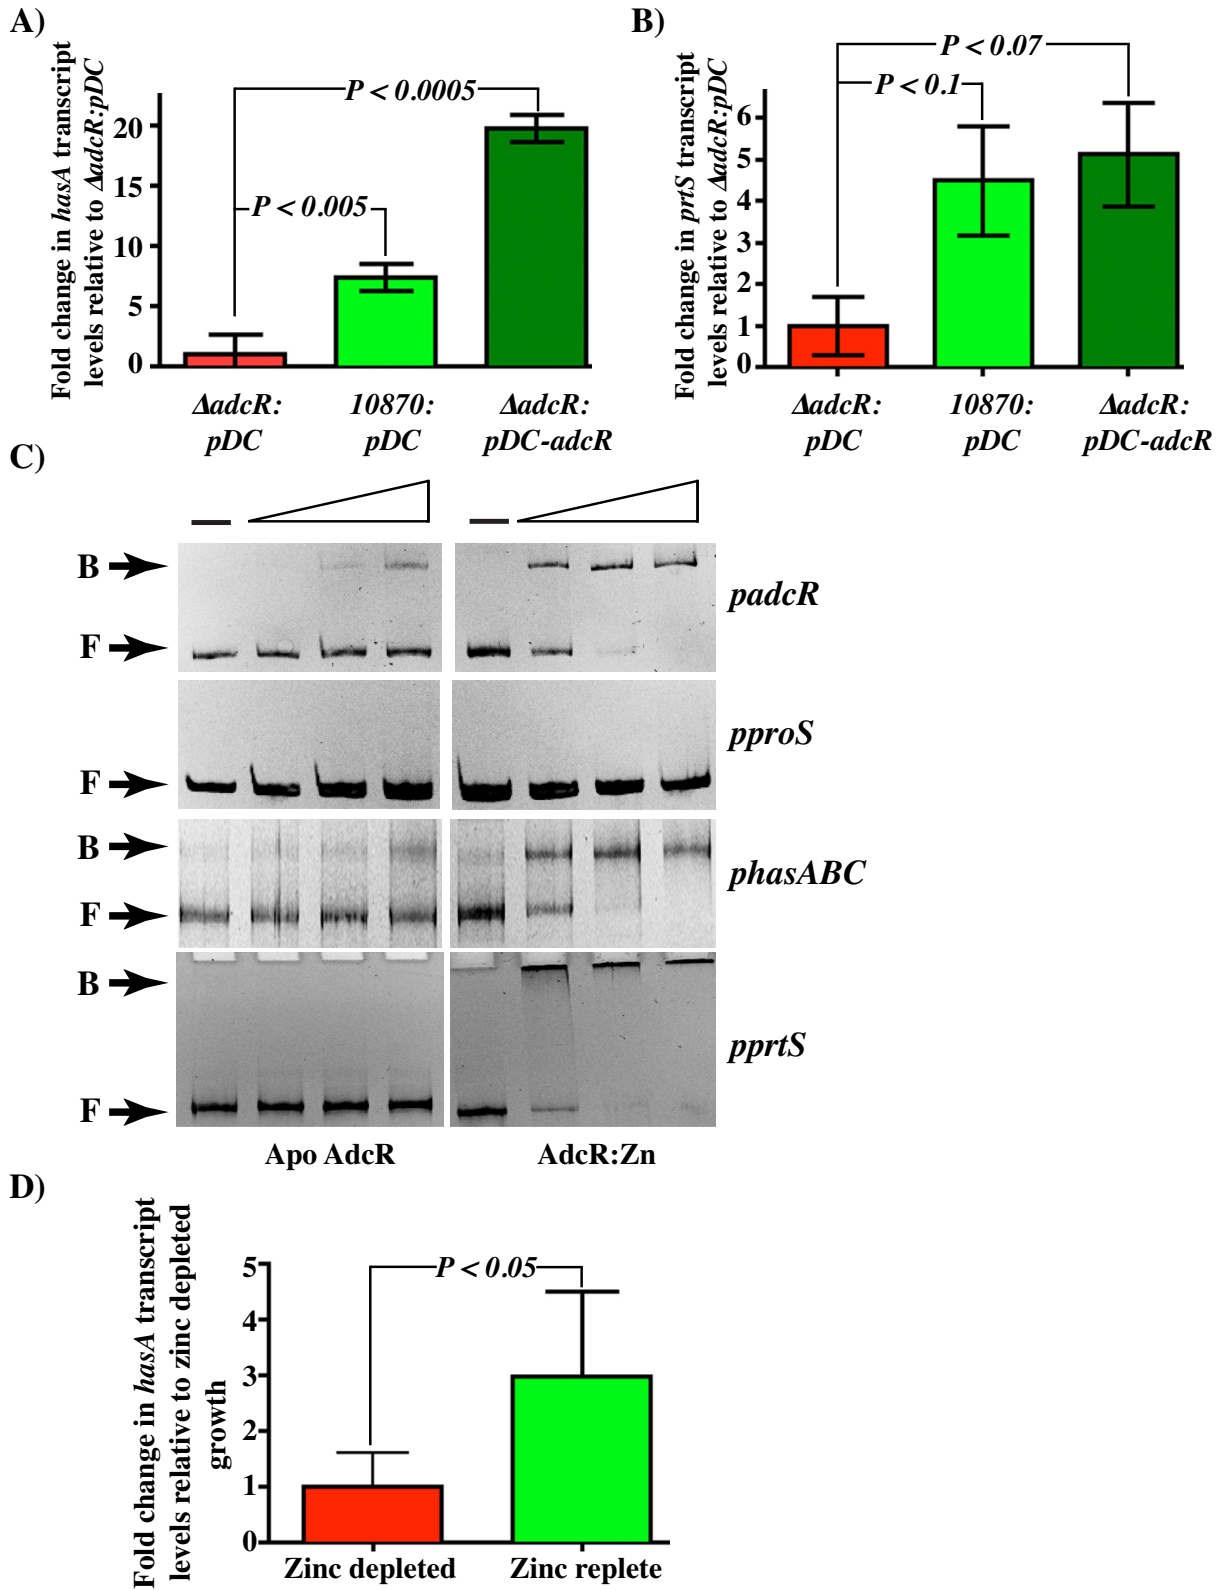 A)
Fold change in hasA transcript
levels relative to ΔadcR:pDC
20
15
10
5
0
P < 0.0005
P < 0.005
ΔadcR:
pDC
10870:
pDC
ΔadcR:
pDC-adcR
B)
Fold change in prtS transcript
levels relative to ΔadcR:pDC
6
5
4
3
2
1
0
P < 0.07
P < 0.1
ΔadcR:
pDC
10870:
pDC
ΔadcR:
pDC-adcR
C)
B
F
padcR
F
pproS
B
F
phasABC
B
F
pprtS
Apo AdcR
AdcR:Zn
D)
Fold change in hasA transcript
levels relative to zinc depleted
growth
5
4
3
2
1
0
P < 0.05
Zinc depleted
Zinc replete